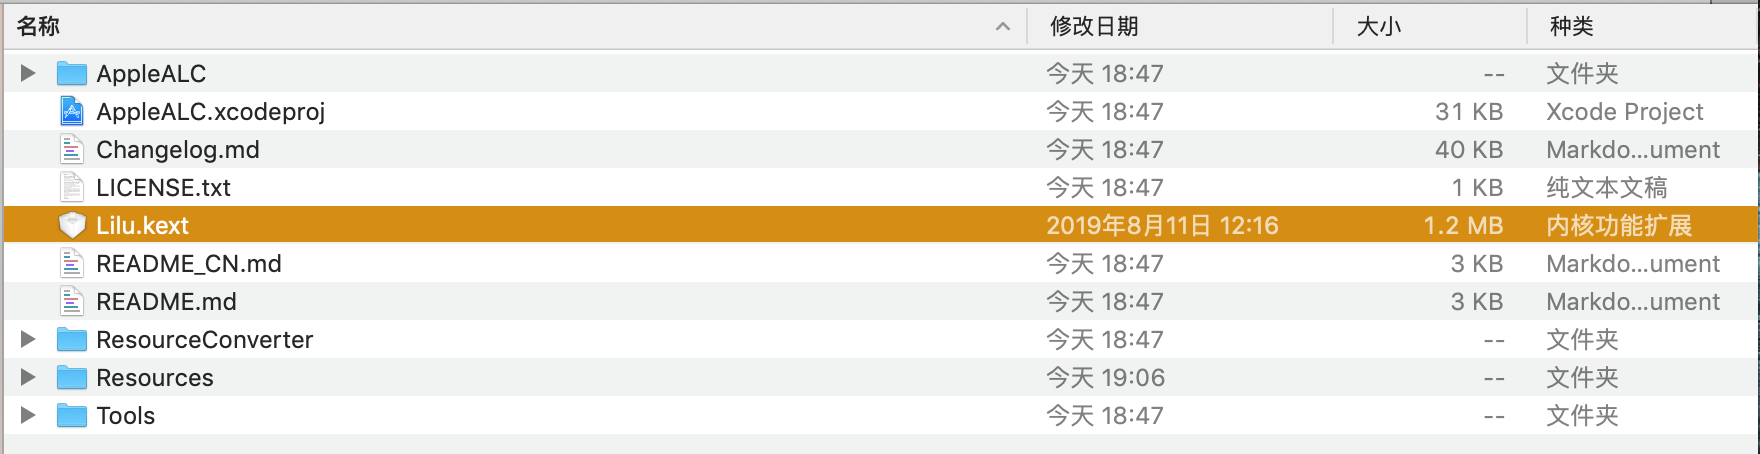 名称 修改日期 大小 种类
AppleALC 今天 18:47 -- 文件夹
AppleALC.xcodeproj 今天 18:47 31 KB Xcode Project
Changelog.md 今天 18:47 40 KB Markdo...ument
LICENSE.txt 今天 18:47 1 KB 纯文本文稿
Lilu.kext 2019年8月11日 12:16 1.2 MB 内核功能扩展
README_CN.md 今天 18:47 3 KB Markdo...ument
README.md 今天 18:47 3 KB Markdo...ument
ResourceConverter 今天 18:47 -- 文件夹
Resources 今天 19:06 -- 文件夹
Tools 今天 18:47 -- 文件夹